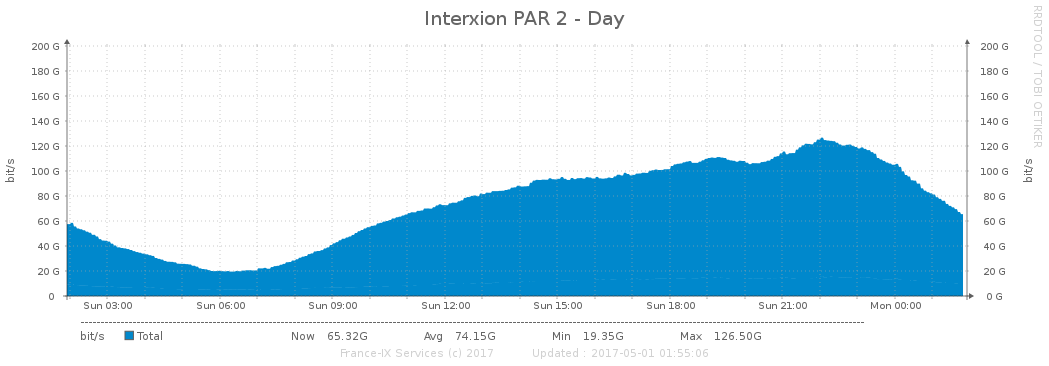 Interxion PAR 2 - Day
RRDTOOL / TOBI OETIKER
bit/s
200 G 200 G
180 G 180 G
160 G 160 G
140 G 140 G
120 G 120 G
100 G 100 G
80 G 80 G
60 G 60 G
40 G 40 G
20 G 20 G
0 0 G
bit/s
Sun 03:00 Sun 06:00 Sun 09:00 Sun 12:00 Sun 15:00 Sun 18:00 Sun 21:00 Mon 00:00
bit/s Total Now 65.32G Avg 74.15G Min 19.35G Max 126.50G
France-IX Services (c) 2017 Updated : 2017-05-01 01:55:06